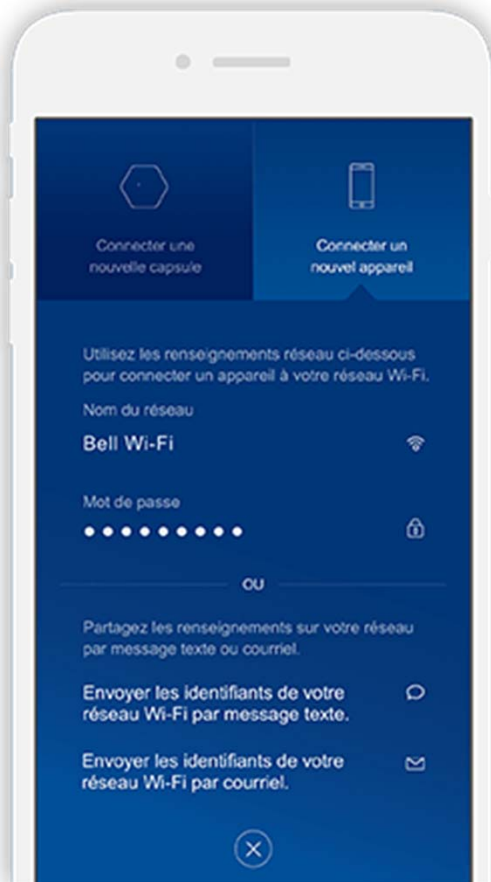 Connecter une
nouvelle capsule
Connecter un
nouvel appareil
Utilisez les renseignements réseau ci-dessous
pour connecter un appareil à votre réseau Wi-Fi.
Nom du réseau
Bell Wi-Fi
Mot de passe
OU
Partagez les renseignements sur votre réseau
par message texte ou courriel.
Envoyer les identifiants de votre
réseau Wi-Fi par message texte.
Envoyer les identifiants de votre
réseau Wi-Fi par courriel.